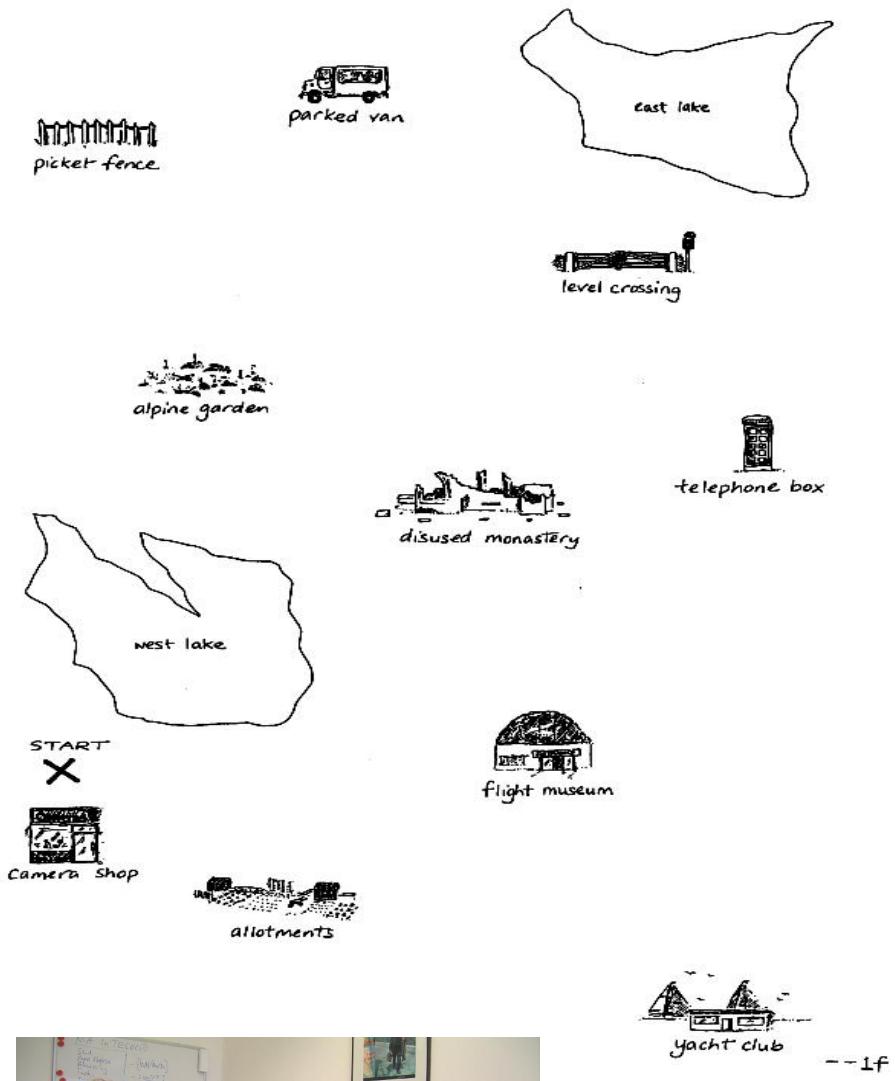 east lake
parked van
picket fence
level crossing
alpine garden
telephone box
disused monastery
west lake
START
flight museum
camera shop
allotments
yacht club
--1f